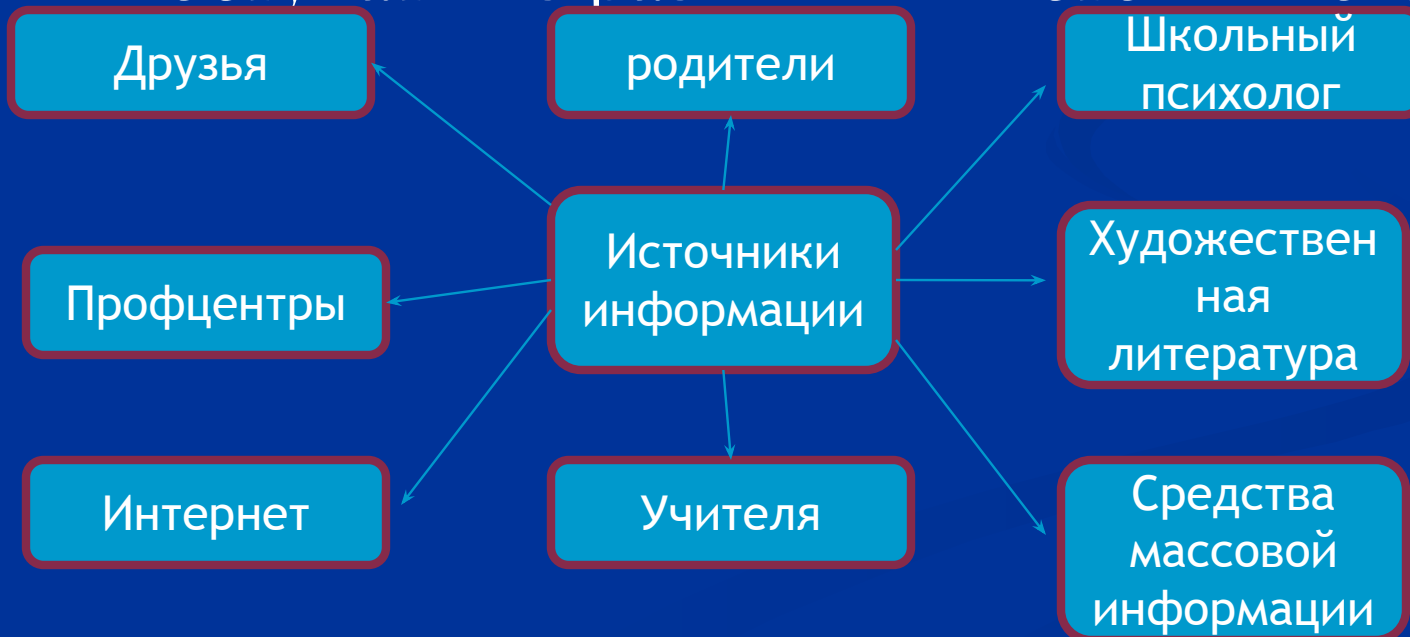 Друзья
родители
Школьный
психолог
Источники
информации
Художествен
ная
литература
Профцентры
Интернет
Учителя
Средства
массовой
информации